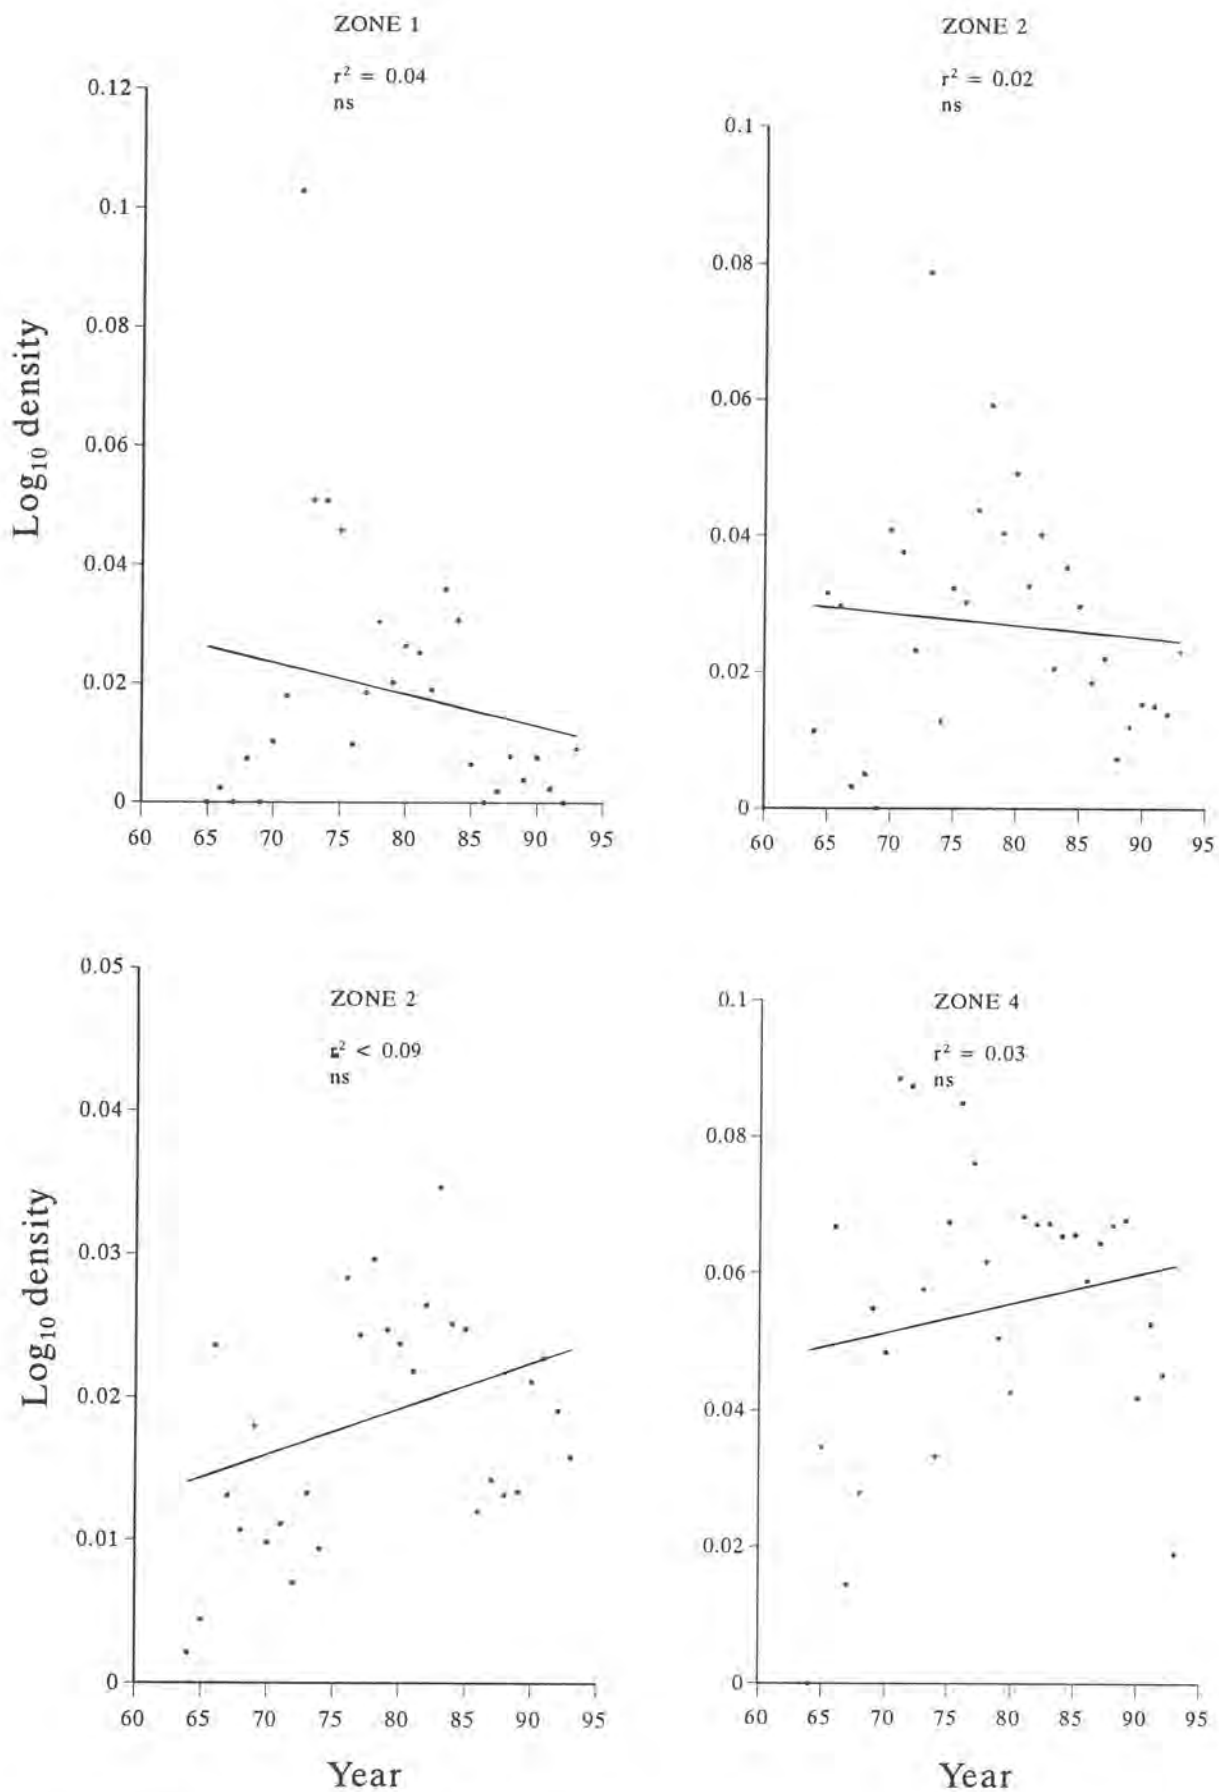 ZONE 1
r² = 0.04
ns
0.12
0.1
0.08
0.06
0.04
0.02
0
60 65 70 75 80 85 90 95
Log₁₀ density
ZONE 2
r² = 0.02
ns
0.1
0.08
0.06
0.04
0.02
0
60 65 70 75 80 85 90 95
ZONE 2
r² < 0.09
ns
0.05
0.04
0.03
0.02
0.01
0
60 65 70 75 80 85 90 95
Log₁₀ density
Year
ZONE 4
r² = 0.03
ns
0.1
0.08
0.06
0.04
0.02
0
60 65 70 75 80 85 90 95
Year